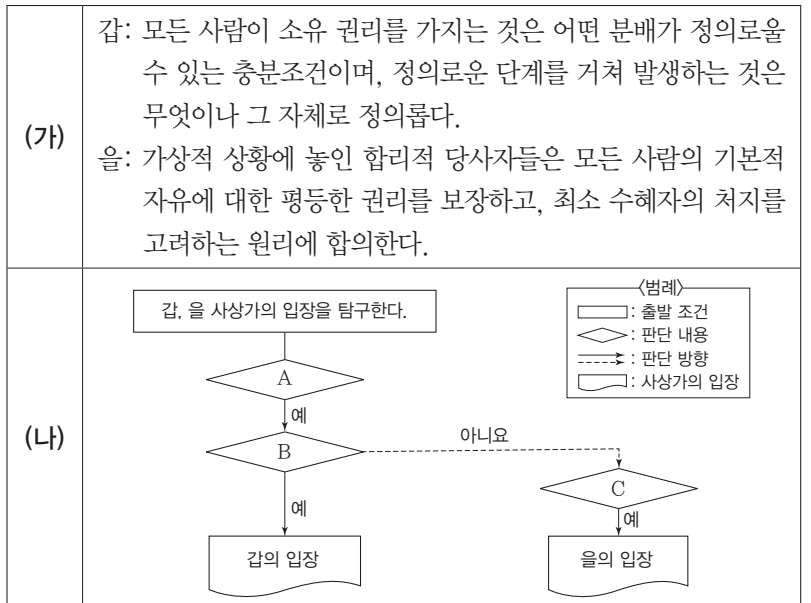 (가)
갑: 모든 사람이 소유 권리를 가지는 것은 어떤 분배가 정의로울
수 있는 충분조건이며, 정의로운 단계를 거쳐 발생하는 것은
무엇이나 그 자체로 정의롭다.
을: 가상적 상황에 놓인 합리적 당사자들은 모든 사람의 기본적
자유에 대한 평등한 권리를 보장하고, 최소 수혜자의 처지를
고려하는 원리에 합의한다.
(나)
갑, 을 사상가의 입장을 탐구한다.
〈범례〉
: 출발 조건
: 판단 내용
: 판단 방향
: 사상가의 입장
A
예
B
아니요
C
예
예
갑의 입장
을의 입장